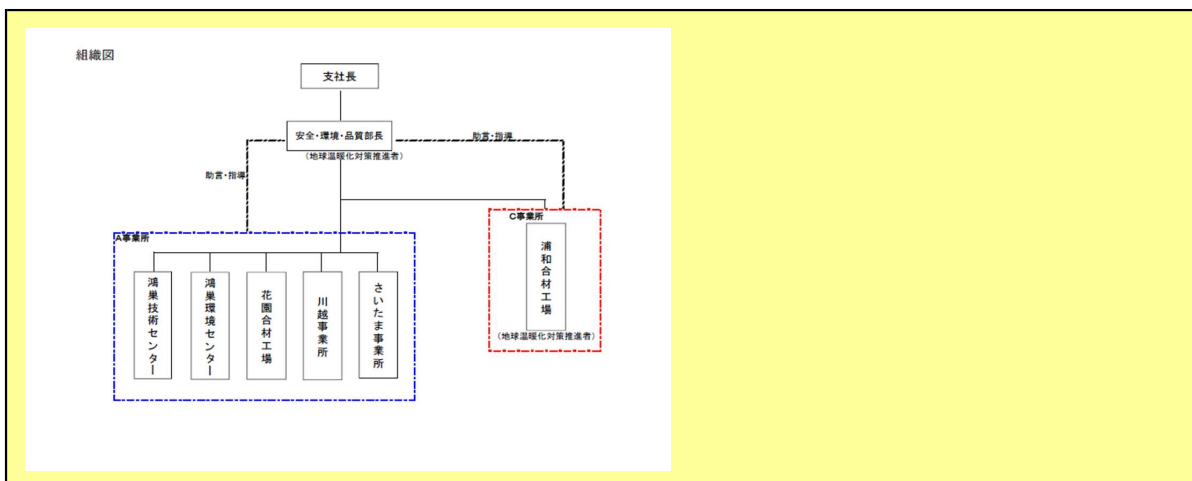 組織図
支社長
安全・環境・品質部長
(地球温暖化対策推進者)
助言・指導
助言・指導
A事業所
鴻巣技術センター
鴻巣環境センター
花園合材工場
川越事業所
さいたま事業所
C事業所
浦和合材工場
(地球温暖化対策推進者)